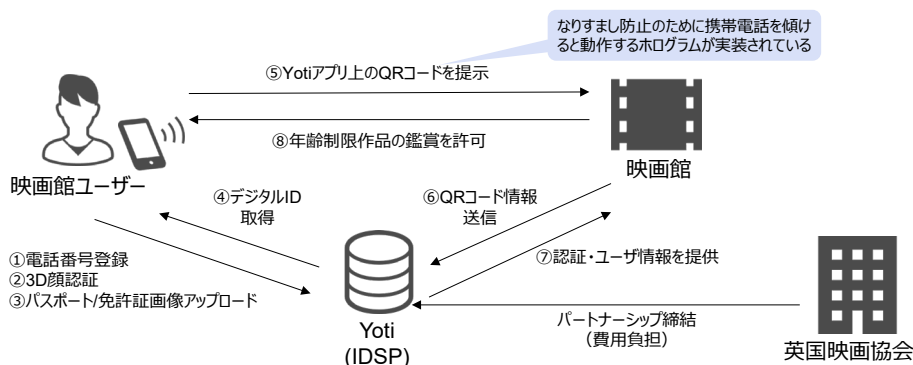 なりすまし防止のために携帯電話を傾け
ると動作するホログラムが実装されている
⑤Yotiアプリ上のQRコードを提示
⑧年齢制限作品の鑑賞を許可
映画館ユーザー
映画館
④デジタルID
取得
⑥QRコード情報
送信
①電話番号登録
②3D顔認証
③パスポート/免許証画像アップロード
⑦認証・ユーザ情報を提供
Yoti
(IDSP)
パートナーシップ締結
（費用負担）
英国映画協会